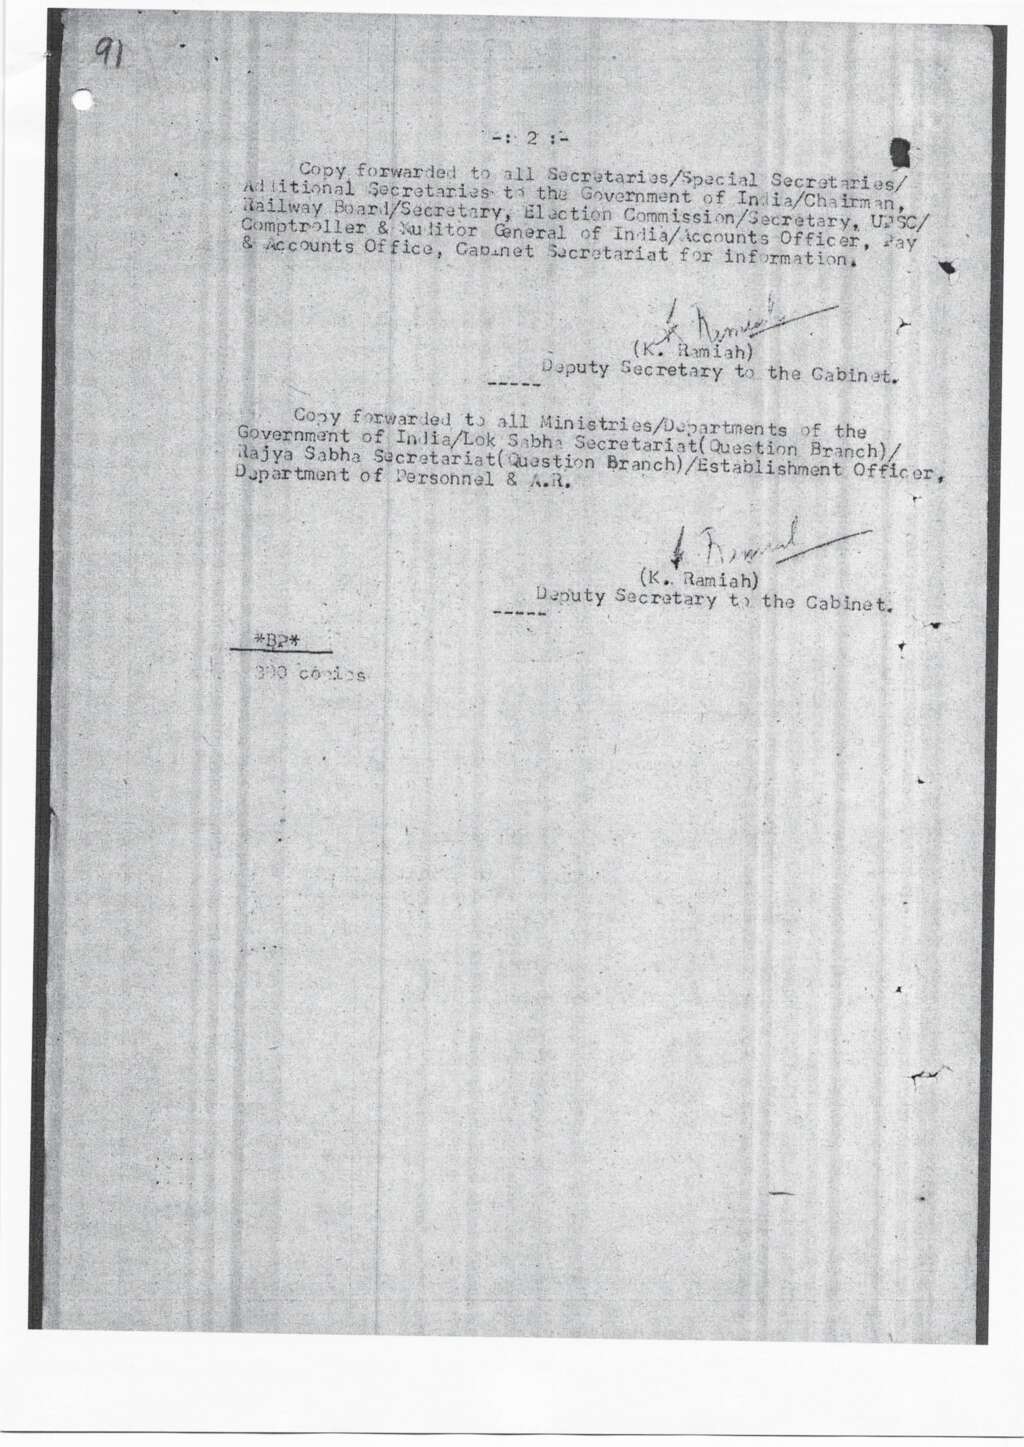 91
-: 2 :-
Copy forwarded to all Secretaries/Special Secretaries/
Additional Secretaries to the Government of India/Chairman,
Railway Board/Secretary, Election Commission/Secretary, UPSC/
Comptroller & Auditor General of India/Accounts Officer, Pay
& Accounts Office, Cabinet Secretariat for information.
K Ramiah
(K. Ramiah)
Deputy Secretary to the Cabinet.
-----
Copy forwarded to all Ministries/Departments of the
Government of India/Lok Sabha Secretariat(Question Branch)/
Rajya Sabha Secretariat(Question Branch)/Establishment Officer,
Department of Personnel & A.R.
K Ramiah
(K. Ramiah)
Deputy Secretary to the Cabinet.
-----
*BP*
copies